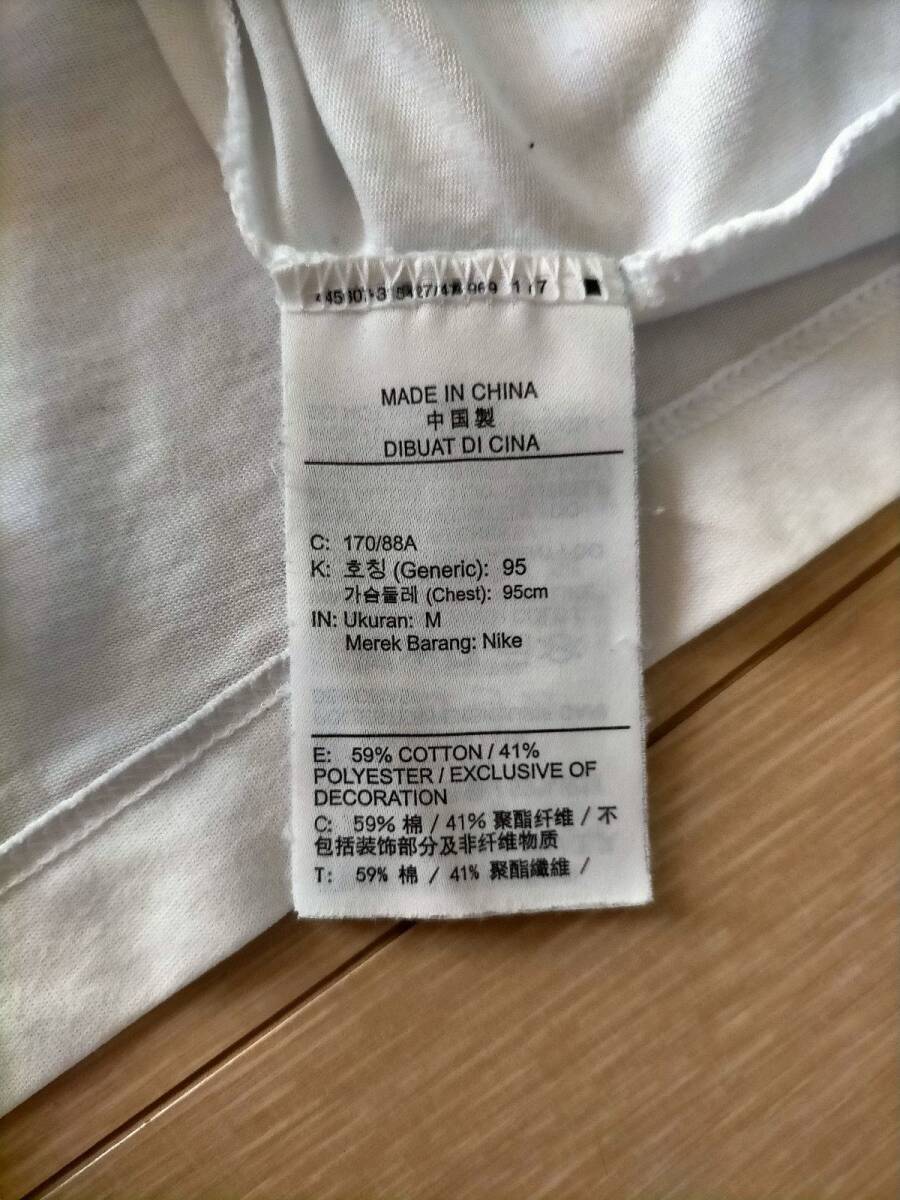 MADE IN CHINA
中国製
DIBUAT DI CINA
C: 170/88A
K: 호칭 (Generic): 95
가슴둘레 (Chest): 95cm
IN: Ukuran: M
Merek Barang: Nike
E: 59% COTTON / 41%
POLYESTER / EXCLUSIVE OF
DECORATION
C: 59% 棉 / 41% 聚酯纤维 / 不
包括装饰部分及非纤维物质
T: 59% 棉 / 41% 聚酯纖維 /